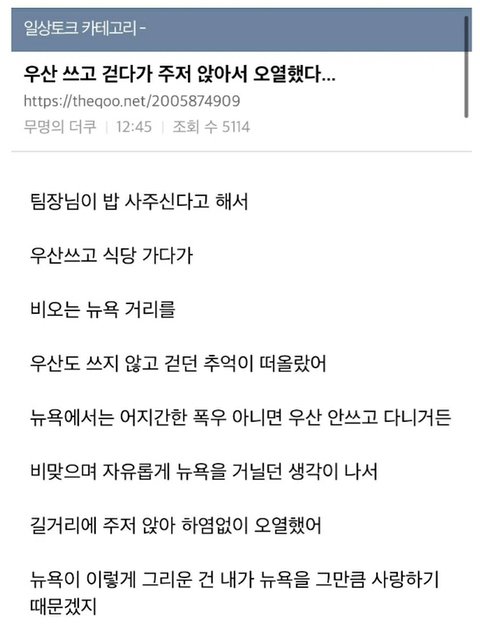 일상토크 카테고리 -
우산 쓰고 걷다가 주저 앉아서 오열했다...
https://theqoo.net/2005874909
무명의 더쿠 | 12:45 | 조회 수 5114
팀장님이 밥 사주신다고 해서
우산쓰고 식당 가다가
비오는 뉴욕 거리를
우산도 쓰지 않고 걷던 추억이 떠올랐어
뉴욕에서는 어지간한 폭우 아니면 우산 안쓰고 다니거든
비맞으며 자유롭게 뉴욕을 거닐던 생각이 나서
길거리에 주저 앉아 하염없이 오열했어
뉴욕이 이렇게 그리운 건 내가 뉴욕을 그만큼 사랑하기
때문겠지